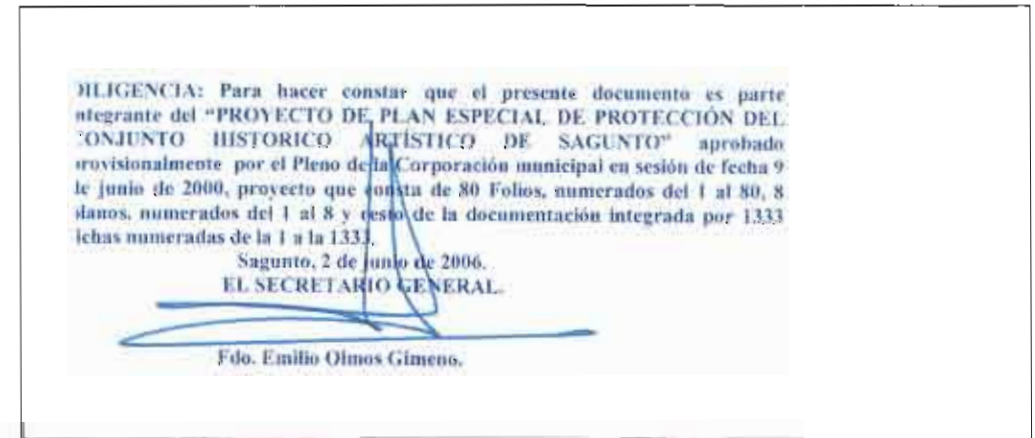 DILIGENCIA: Para hacer constar que el presente documento es parte
integrante del "PROYECTO DE PLAN ESPECIAL DE PROTECCIÓN DEL
CONJUNTO HISTORICO ARTÍSTICO DE SAGUNTO" aprobado
provisionalmente por el Pleno de la Corporación municipal en sesión de fecha 9
de junio de 2000, proyecto que consta de 80 Folios, numerados del 1 al 80, 8
planos, numerados del 1 al 8 y resto de la documentación integrada por 1333
fichas numeradas de la 1 a la 1333.
Sagunto, 2 de junio de 2006.
EL SECRETARIO GENERAL.
Fdo. Emilio Olmos Gimeno.